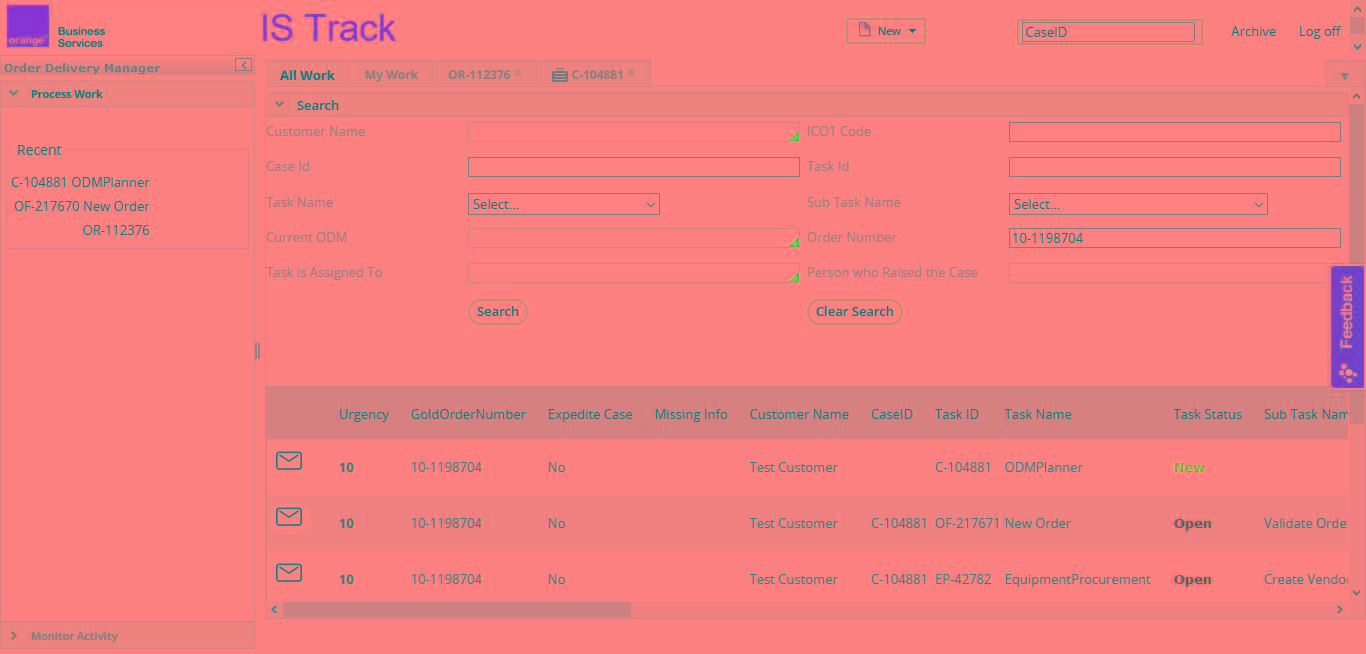 orange™ Business Services
IS Track
New
CaseID
Archive
Log off
Order Delivery Manager
Process Work
Recent
C-104881 ODMPlanner
OF-217670 New Order
OR-112376
Monitor Activity
All Work
My Work
OR-112376
C-104881
Search
Customer Name
ICO1 Code
Case Id
Task Id
Task Name Select...
Sub Task Name Select...
Current ODM
Order Number 10-1198704
Task is Assigned To
Person who Raised the Case
Search
Clear Search
Feedback
Urgency GoldOrderNumber Expedite Case Missing Info Customer Name CaseID Task ID Task Name Task Status Sub Task Nam
10 10-1198704 No Test Customer C-104881 ODMPlanner New
10 10-1198704 No Test Customer C-104881 OF-217671 New Order Open Validate Orde
10 10-1198704 No Test Customer C-104881 EP-42782 EquipmentProcurement Open Create Vendo